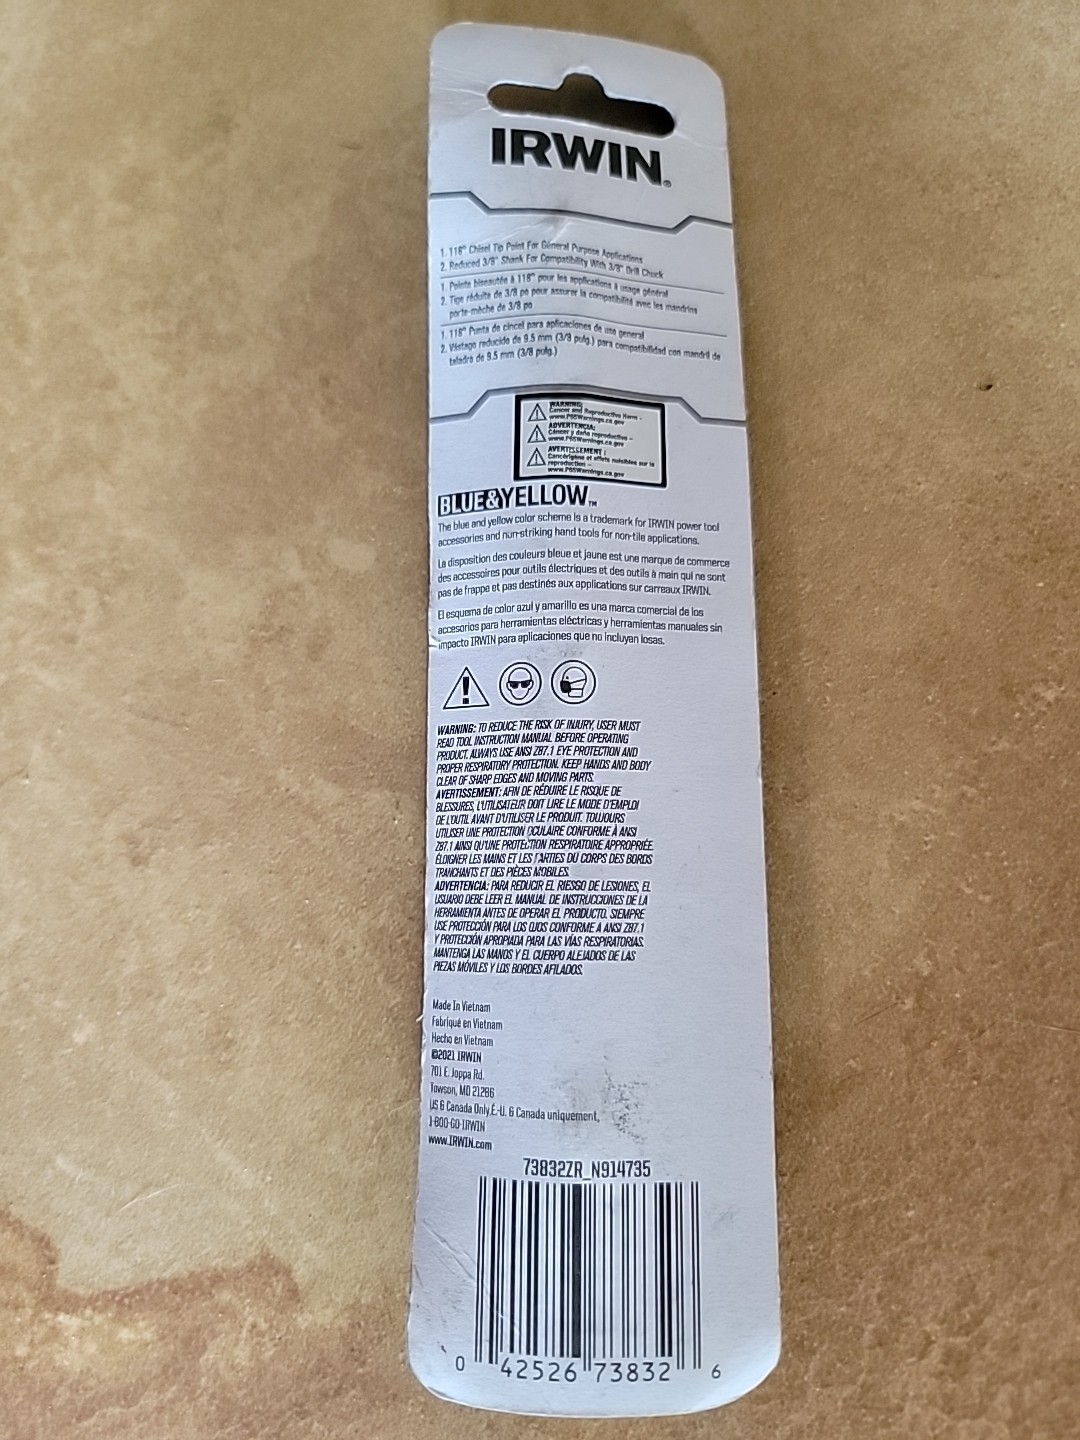 IRWIN®
1. 118° Chisel Tip Point For General Purpose Applications
2. Reduced 3/8" Shank For Compatibility With 3/8" Drill Chuck
1. Pointe biseautée à 118° pour les applications à usage général
2. Tige réduite de 3/8 po pour assurer la compatibilité avec les mandrins
porte-mèche de 3/8 po
1. 118° Punta de cincel para aplicaciones de uso general
2. Vástago reducido de 9.5 mm (3/8 pulg.) para compatibilidad con mandril de
taladro de 9.5 mm (3/8 pulg.)
WARNING:
Cancer and Reproductive Harm -
www.P65Warnings.ca.gov
ADVERTENCIA:
Cáncer y daño reproductivo –
www.P65Warnings.ca.gov
AVERTISSEMENT :
Cancérigène et effets nuisibles sur la
reproduction –
www.P65Warnings.ca.gov
BLUE&YELLOW™
The blue and yellow color scheme is a trademark for IRWIN power tool
accessories and non-striking hand tools for non-tile applications.
La disposition des couleurs bleue et jaune est une marque de commerce
des accessoires pour outils électriques et des outils à main qui ne sont
pas de frappe et pas destinés aux applications sur carreaux IRWIN.
El esquema de color azul y amarillo es una marca comercial de los
accesorios para herramientas eléctricas y herramientas manuales sin
impacto IRWIN para aplicaciones que no incluyan losas.
WARNING: TO REDUCE THE RISK OF INJURY, USER MUST
READ TOOL INSTRUCTION MANUAL BEFORE OPERATING
PRODUCT. ALWAYS USE ANSI Z87.1 EYE PROTECTION AND
PROPER RESPIRATORY PROTECTION. KEEP HANDS AND BODY
CLEAR OF SHARP EDGES AND MOVING PARTS.
AVERTISSEMENT: AFIN DE RÉDUIRE LE RISQUE DE
BLESSURES, L'UTILISATEUR DOIT LIRE LE MODE D'EMPLOI
DE L'OUTIL AVANT D'UTILISER LE PRODUIT. TOUJOURS
UTILISER UNE PROTECTION OCULAIRE CONFORME À ANSI
Z87.1 AINSI QU'UNE PROTECTION RESPIRATOIRE APPROPRIÉE.
ÉLOIGNER LES MAINS ET LES PARTIES DU CORPS DES BORDS
TRANCHANTS ET DES PIÈCES MOBILES.
ADVERTENCIA: PARA REDUCIR EL RIESGO DE LESIONES, EL
USUARIO DEBE LEER EL MANUAL DE INSTRUCCIONES DE LA
HERRAMIENTA ANTES DE OPERAR EL PRODUCTO. SIEMPRE
USE PROTECCIÓN PARA LOS OJOS CONFORME A ANSI Z87.1
Y PROTECCIÓN APROPIADA PARA LAS VÍAS RESPIRATORIAS.
MANTENGA LAS MANOS Y EL CUERPO ALEJADOS DE LAS
PIEZAS MÓVILES Y LOS BORDES AFILADOS.
Made In Vietnam
Fabriqué en Vietnam
Hecho en Vietnam
©2021 IRWIN
701 E. Joppa Rd.
Towson, MD 21286
US & Canada Only, É.-U. & Canada uniquement,
1-800-GO-IRWIN
www.IRWIN.com
73832ZR_N914735
0 42526 73832 6